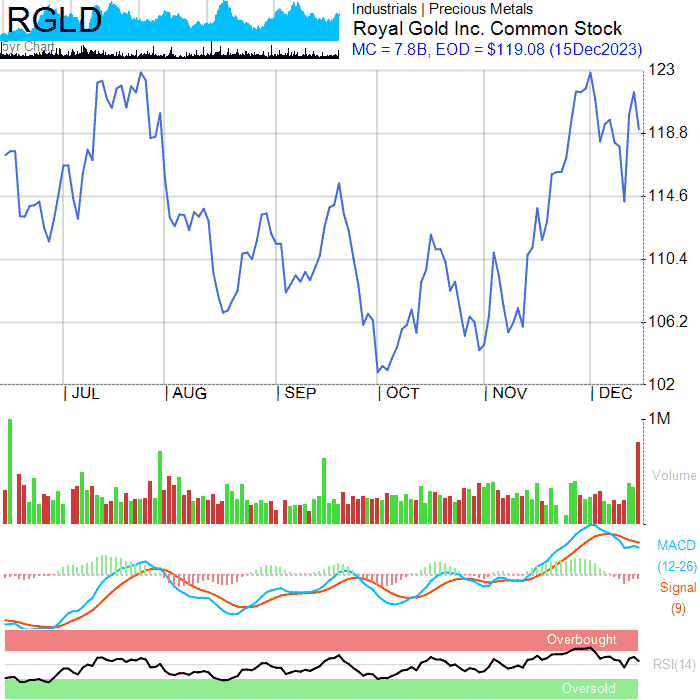 RGLD
5yr Chart
Industrials | Precious Metals
Royal Gold Inc. Common Stock
MC = 7.8B, EOD = $119.08 (15Dec2023)
123
118.8
114.6
110.4
106.2
102
| JUL | AUG | SEP | OCT | NOV | DEC
1M
Volume
MACD
(12-26)
Signal
(9)
Overbought
RSI(14)
Oversold